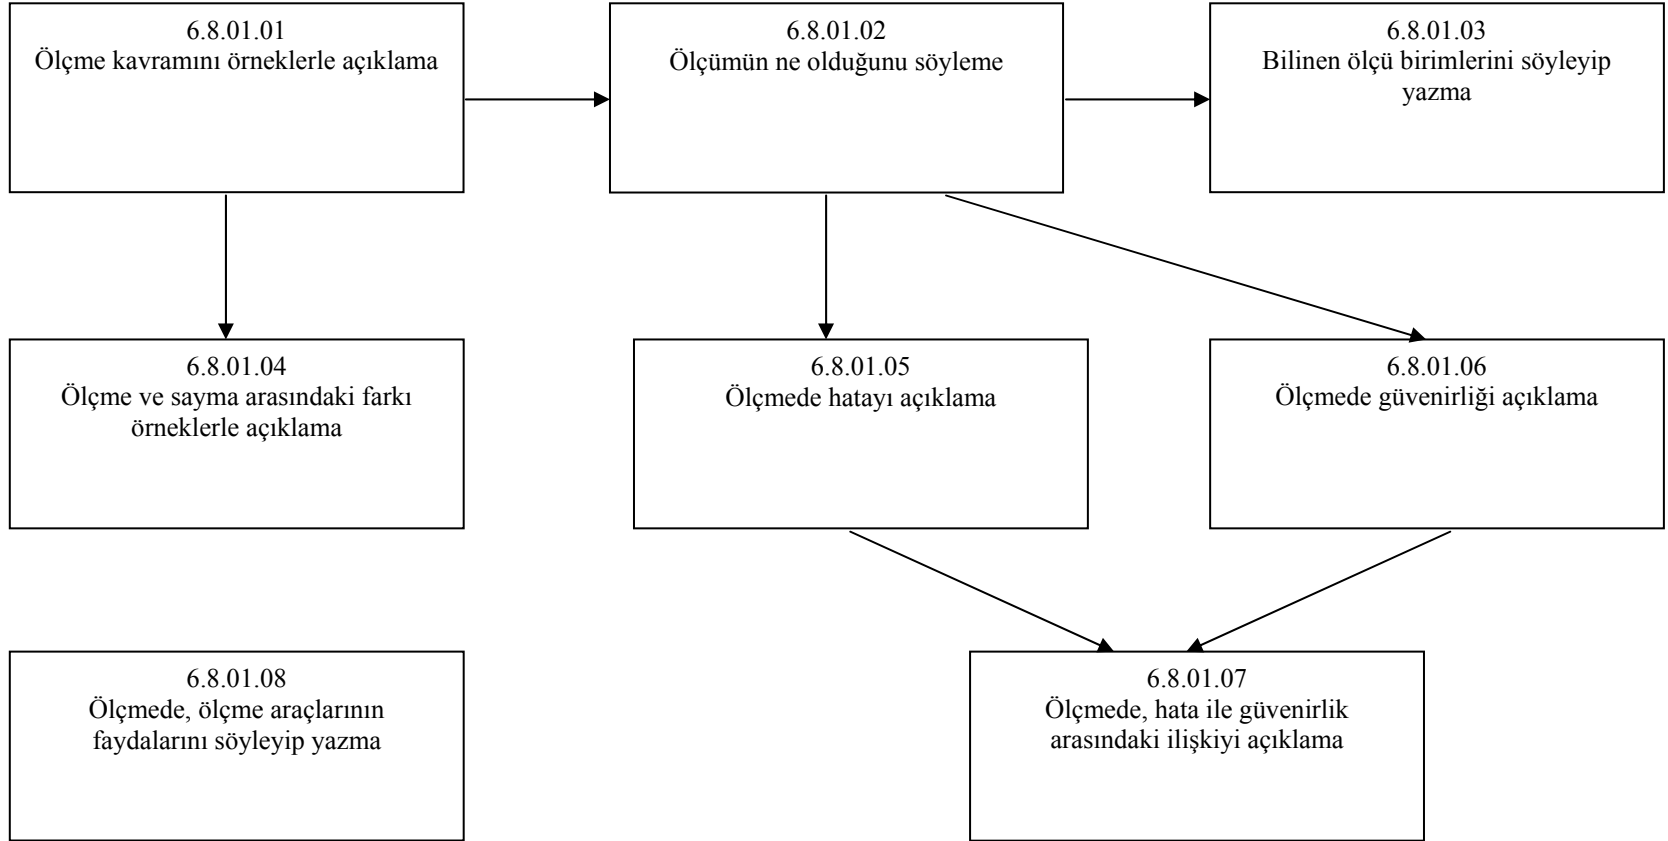 6.8.01.01
Ölçme kavramını örneklerle açıklama
6.8.01.02
Ölçümün ne olduğunu söyleme
6.8.01.03
Bilinen ölçü birimlerini söyleyip
yazma
6.8.01.04
Ölçme ve sayma arasındaki farkı
örneklerle açıklama
6.8.01.05
Ölçmede hatayı açıklama
6.8.01.06
Ölçmede güvenirliği açıklama
6.8.01.08
Ölçmede, ölçme araçlarının
faydalarını söyleyip yazma
6.8.01.07
Ölçmede, hata ile güvenirlik
arasındaki ilişkiyi açıklama